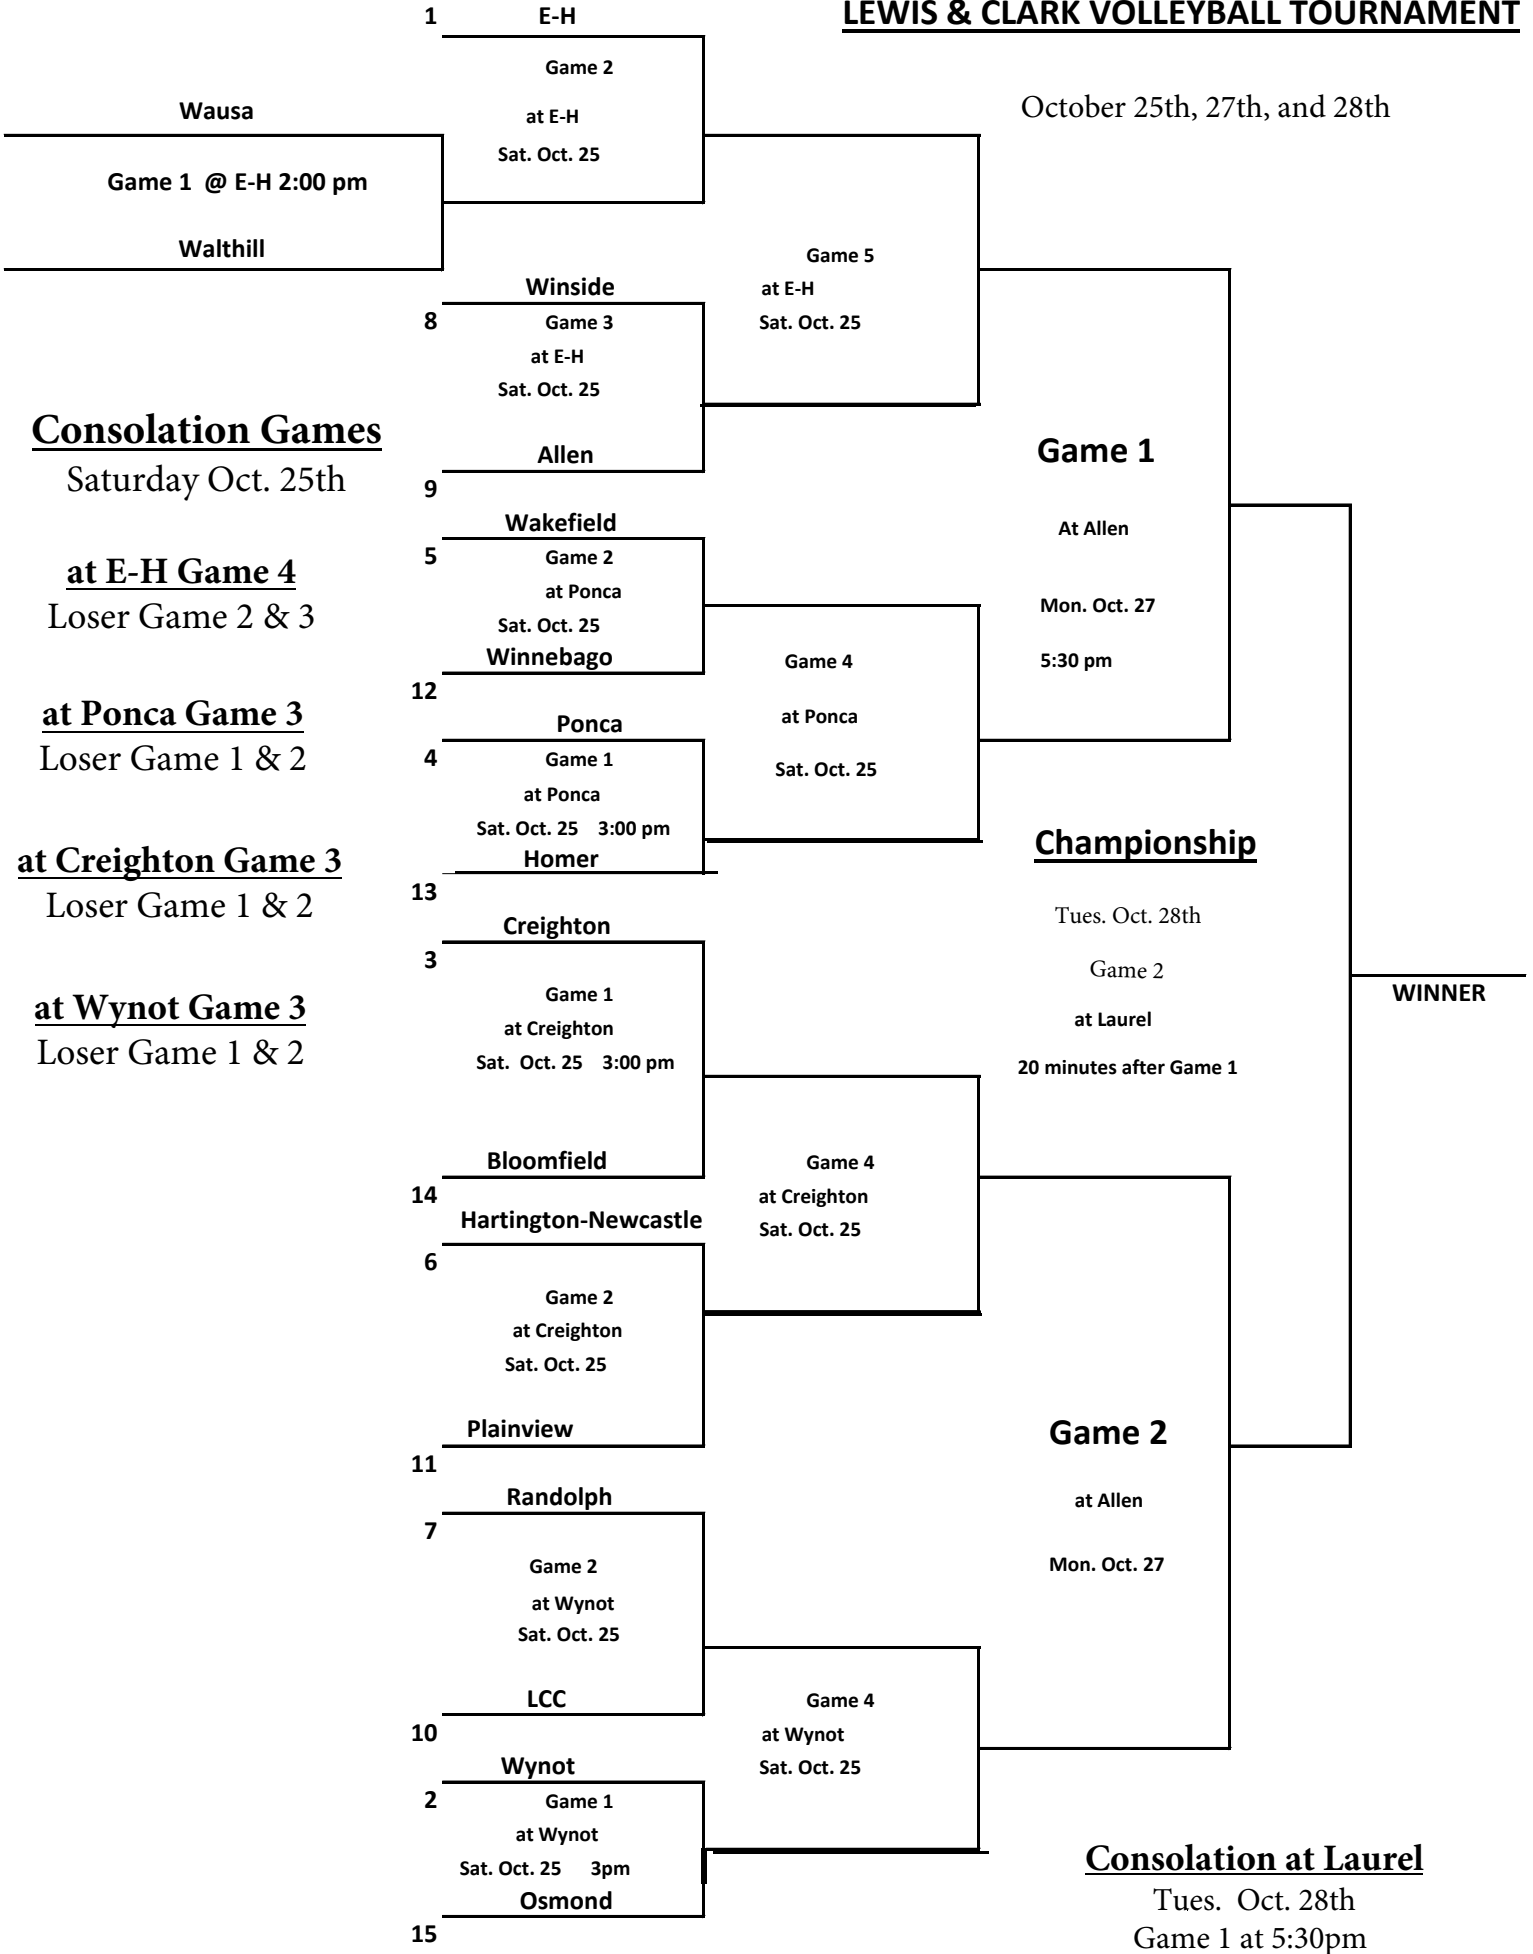 LEWIS & CLARK VOLLEYBALL TOURNAMENT
October 25th, 27th, and 28th
1
E-H
Game 2
at E-H
Sat. Oct. 25
Wausa
Game 1 @ E-H 2:00 pm
Walthill
Winside
8
Game 3
at E-H
Sat. Oct. 25
Allen
9
Game 5
at E-H
Sat. Oct. 25
Wakefield
5
Game 2
at Ponca
Sat. Oct. 25
Winnebago
12
Ponca
4
Game 1
at Ponca
Sat. Oct. 25 3:00 pm
Homer
13
Game 4
at Ponca
Sat. Oct. 25
Game 1
At Allen
Mon. Oct. 27
5:30 pm
Consolation Games
Saturday Oct. 25th
at E-H Game 4
Loser Game 2 & 3
at Ponca Game 3
Loser Game 1 & 2
at Creighton Game 3
Loser Game 1 & 2
at Wynot Game 3
Loser Game 1 & 2
Championship
Tues. Oct. 28th
Game 2
at Laurel
20 minutes after Game 1
WINNER
Creighton
3
Game 1
at Creighton
Sat. Oct. 25 3:00 pm
Bloomfield
14
Hartington-Newcastle
6
Game 2
at Creighton
Sat. Oct. 25
Plainview
11
Game 4
at Creighton
Sat. Oct. 25
Randolph
7
Game 2
at Wynot
Sat. Oct. 25
LCC
10
Wynot
2
Game 1
at Wynot
Sat. Oct. 25 3pm
Osmond
15
Game 4
at Wynot
Sat. Oct. 25
Game 2
at Allen
Mon. Oct. 27
Consolation at Laurel
Tues. Oct. 28th
Game 1 at 5:30pm